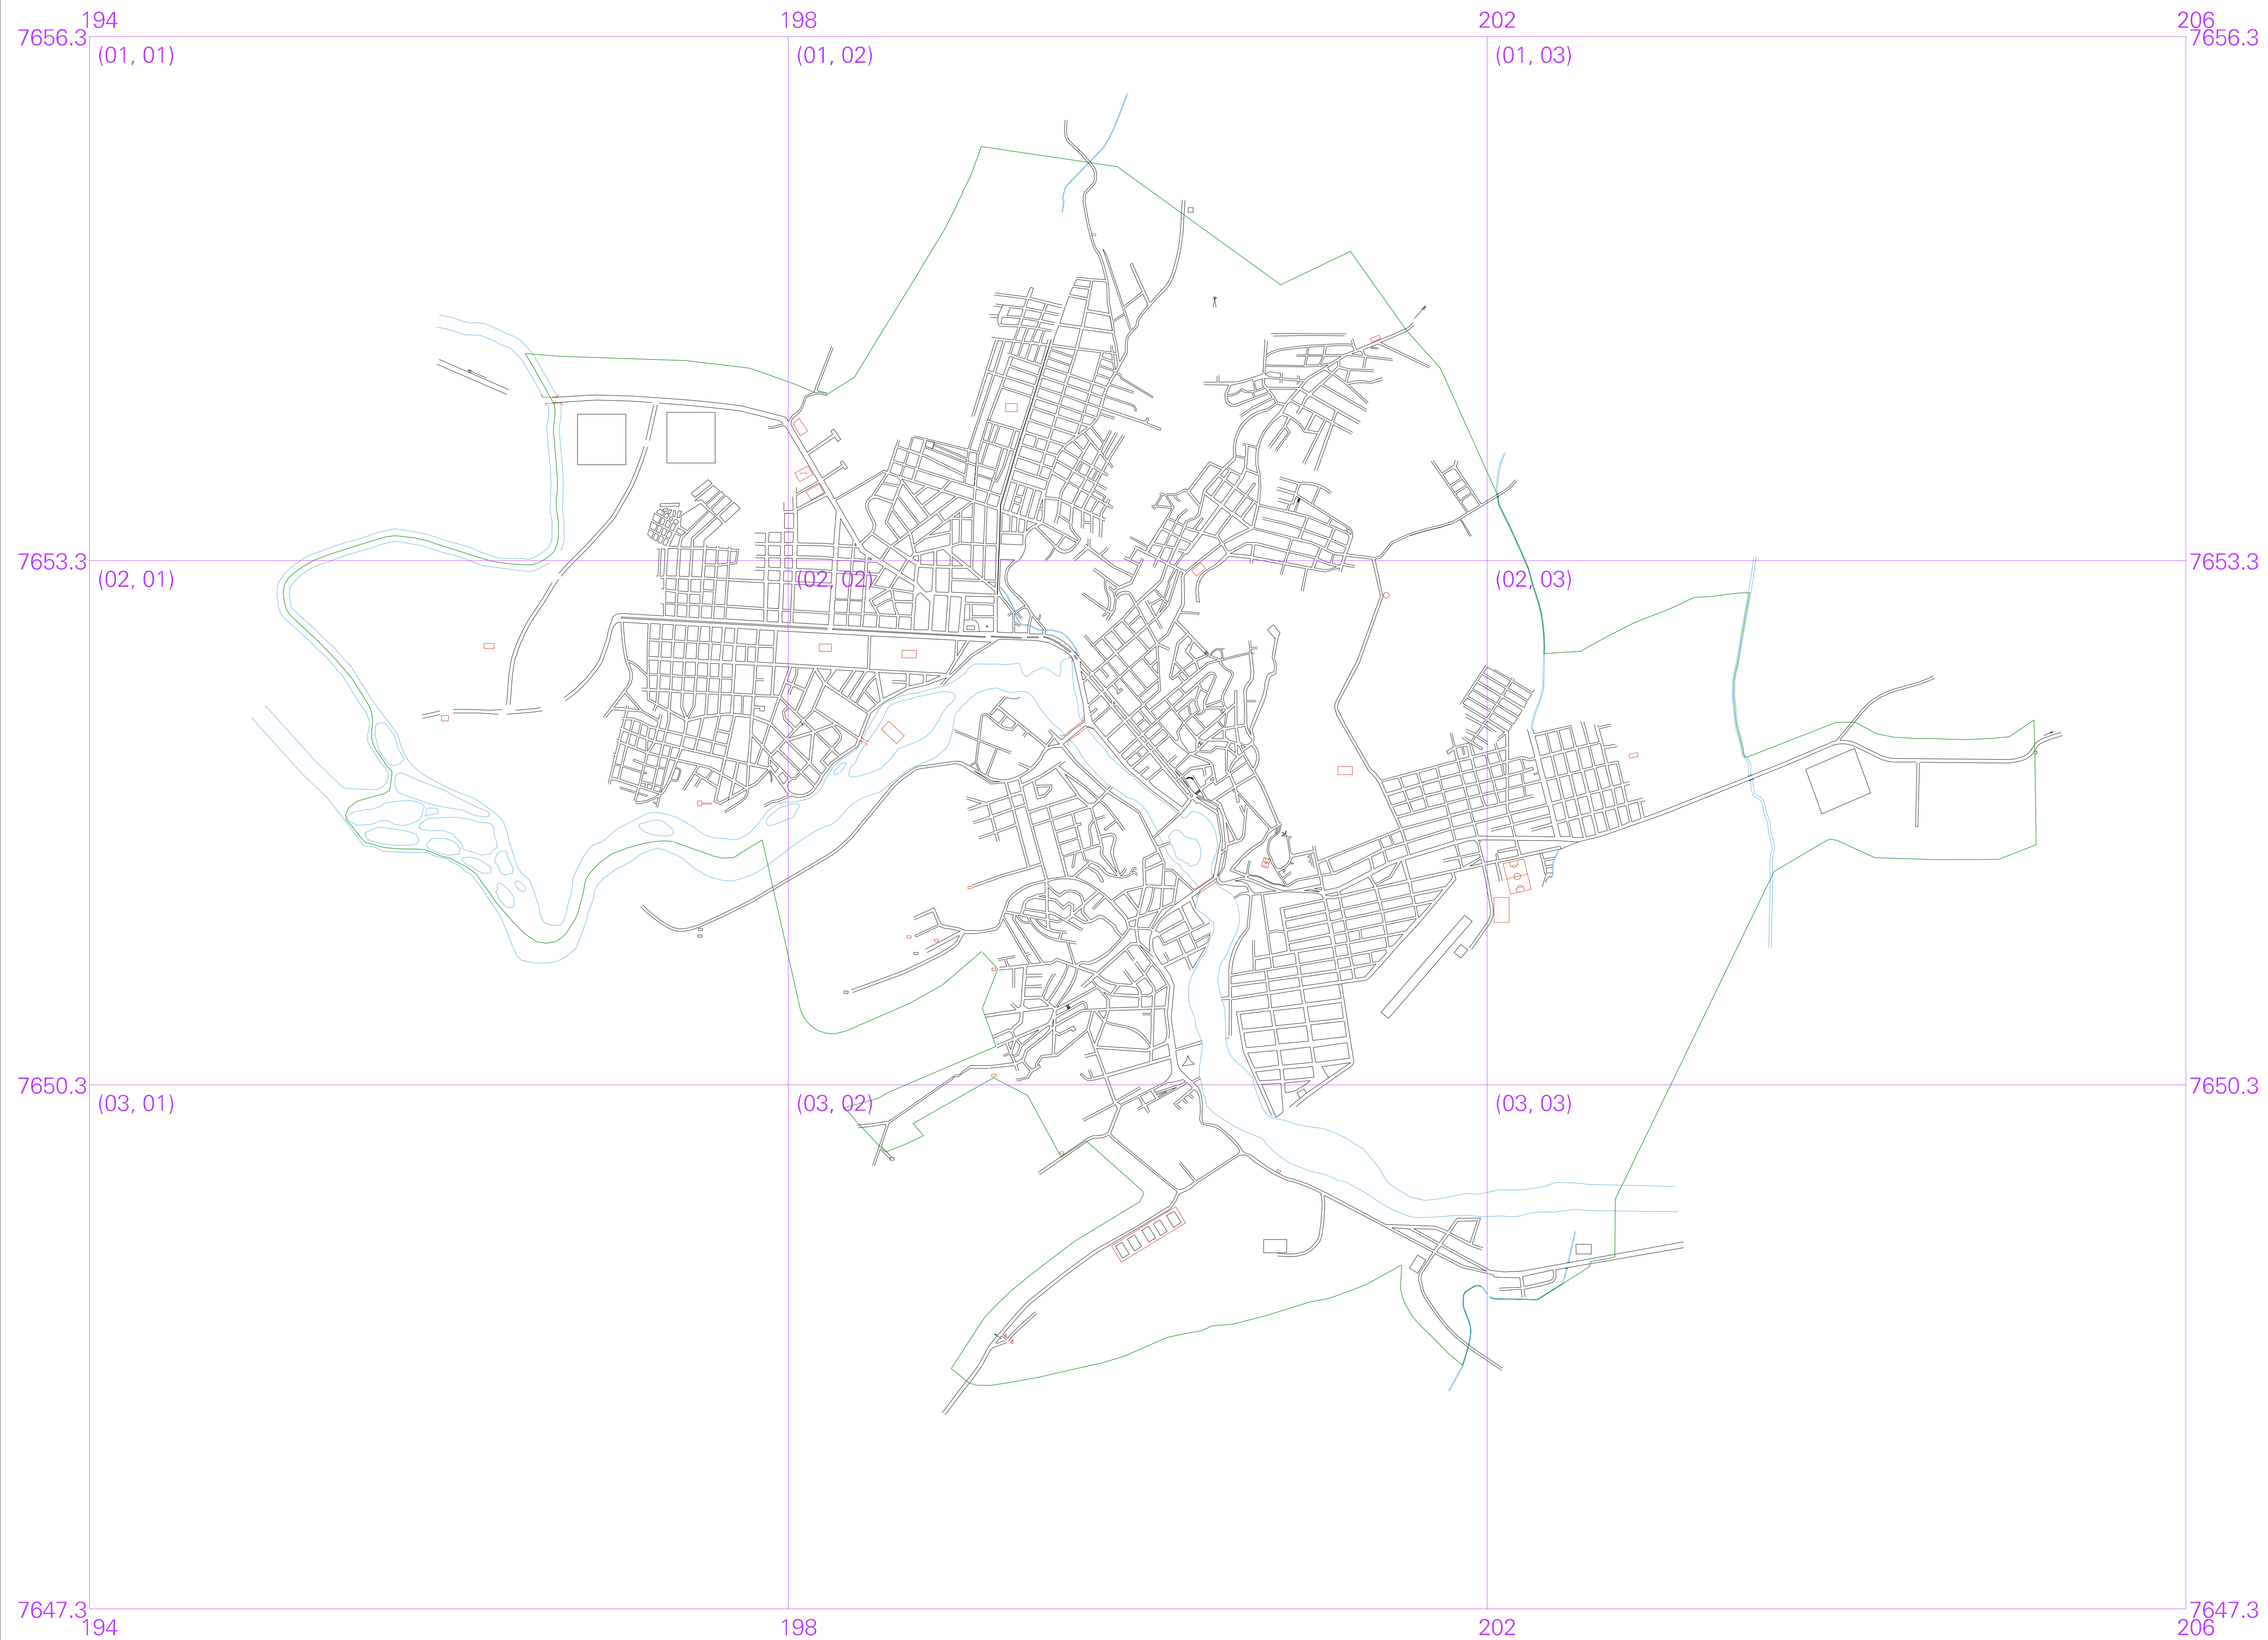 194 198 202 206
7656.3 7656.3
(01, 01) (01, 02) (01, 03)
7653.3 7653.3
(02, 01) (02, 02) (02, 03)
7650.3 7650.3
(03, 01) (03, 02) (03, 03)
7647.3 7647.3
194 198 202 206